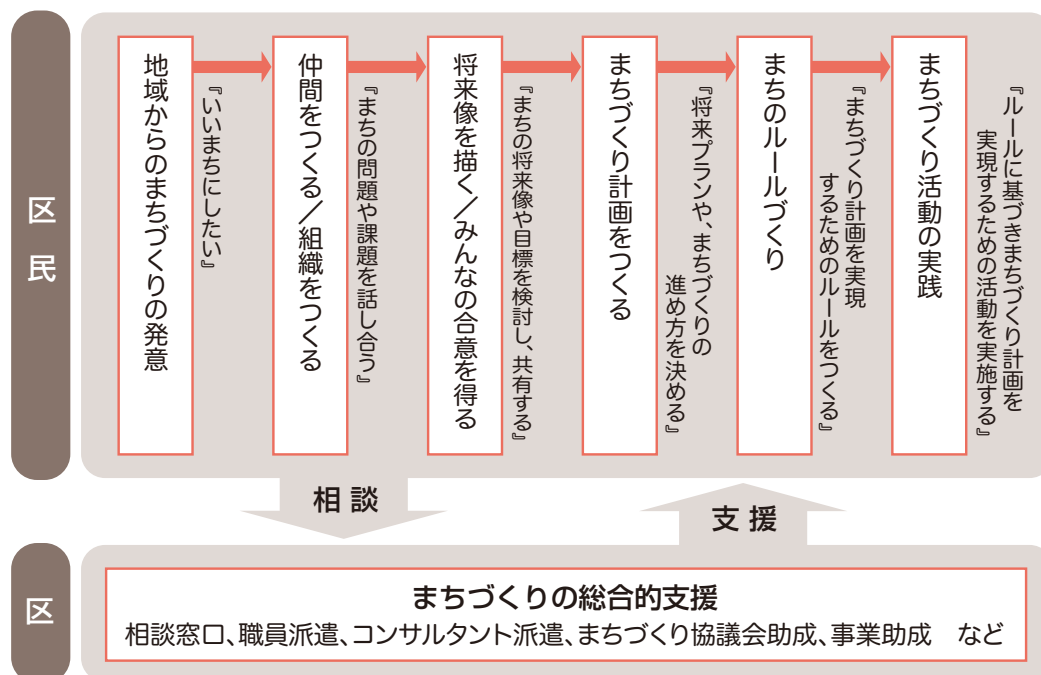 区民
地域からのまちづくりの発意
『いいまちにしたい』
仲間をつくる／組織をつくる
『まちの問題や課題を話し合う』
将来像を描く／みんなの合意を得る
『まちの将来像や目標を検討し、共有する』
まちづくり計画をつくる
『将来プランや、まちづくりの
進め方を決める』
まちのルールづくり
『まちづくり計画を実現
するためのルールをつくる』
まちづくり活動の実践
『ルールに基づきまちづくり計画を
実現するための活動を実施する』
相談
支援
区
まちづくりの総合的支援
相談窓口、職員派遣、コンサルタント派遣、まちづくり協議会助成、事業助成　など